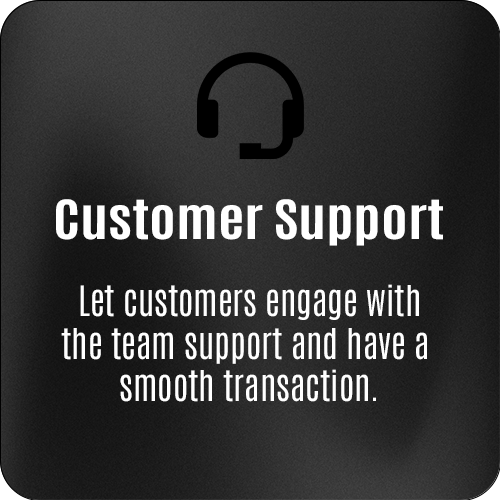 Customer Support
Let customers engage with
the team support and have a
smooth transaction.